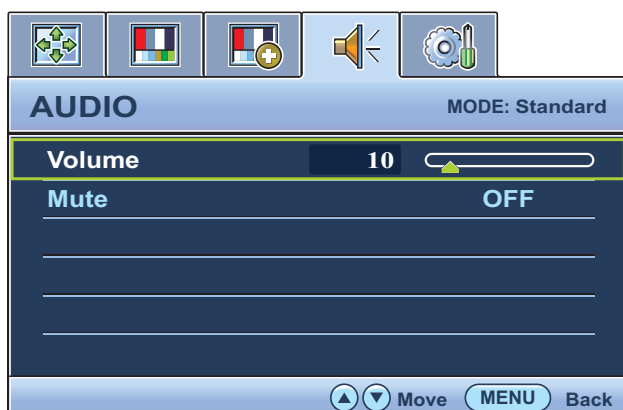 AUDIO MODE: Standard
Volume 10
Mute OFF
Move MENU Back